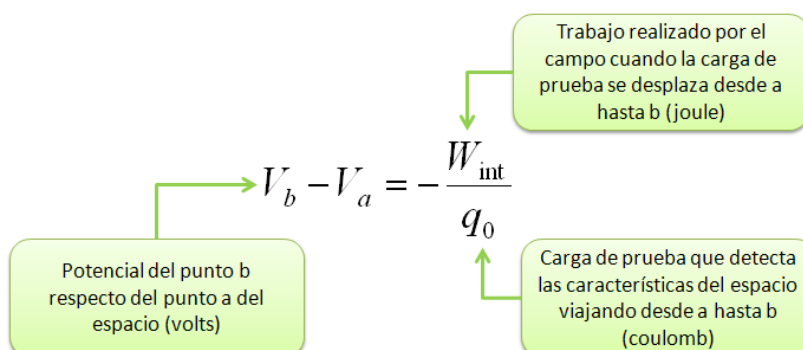 Trabajo realizado por el
campo cuando la carga de
prueba se desplaza desde a
hasta b (joule)
V_b − V_a = − W_int / q_0
Potencial del punto b
respecto del punto a del
espacio (volts)
Carga de prueba que detecta
las características del espacio
viajando desde a hasta b
(coulomb)